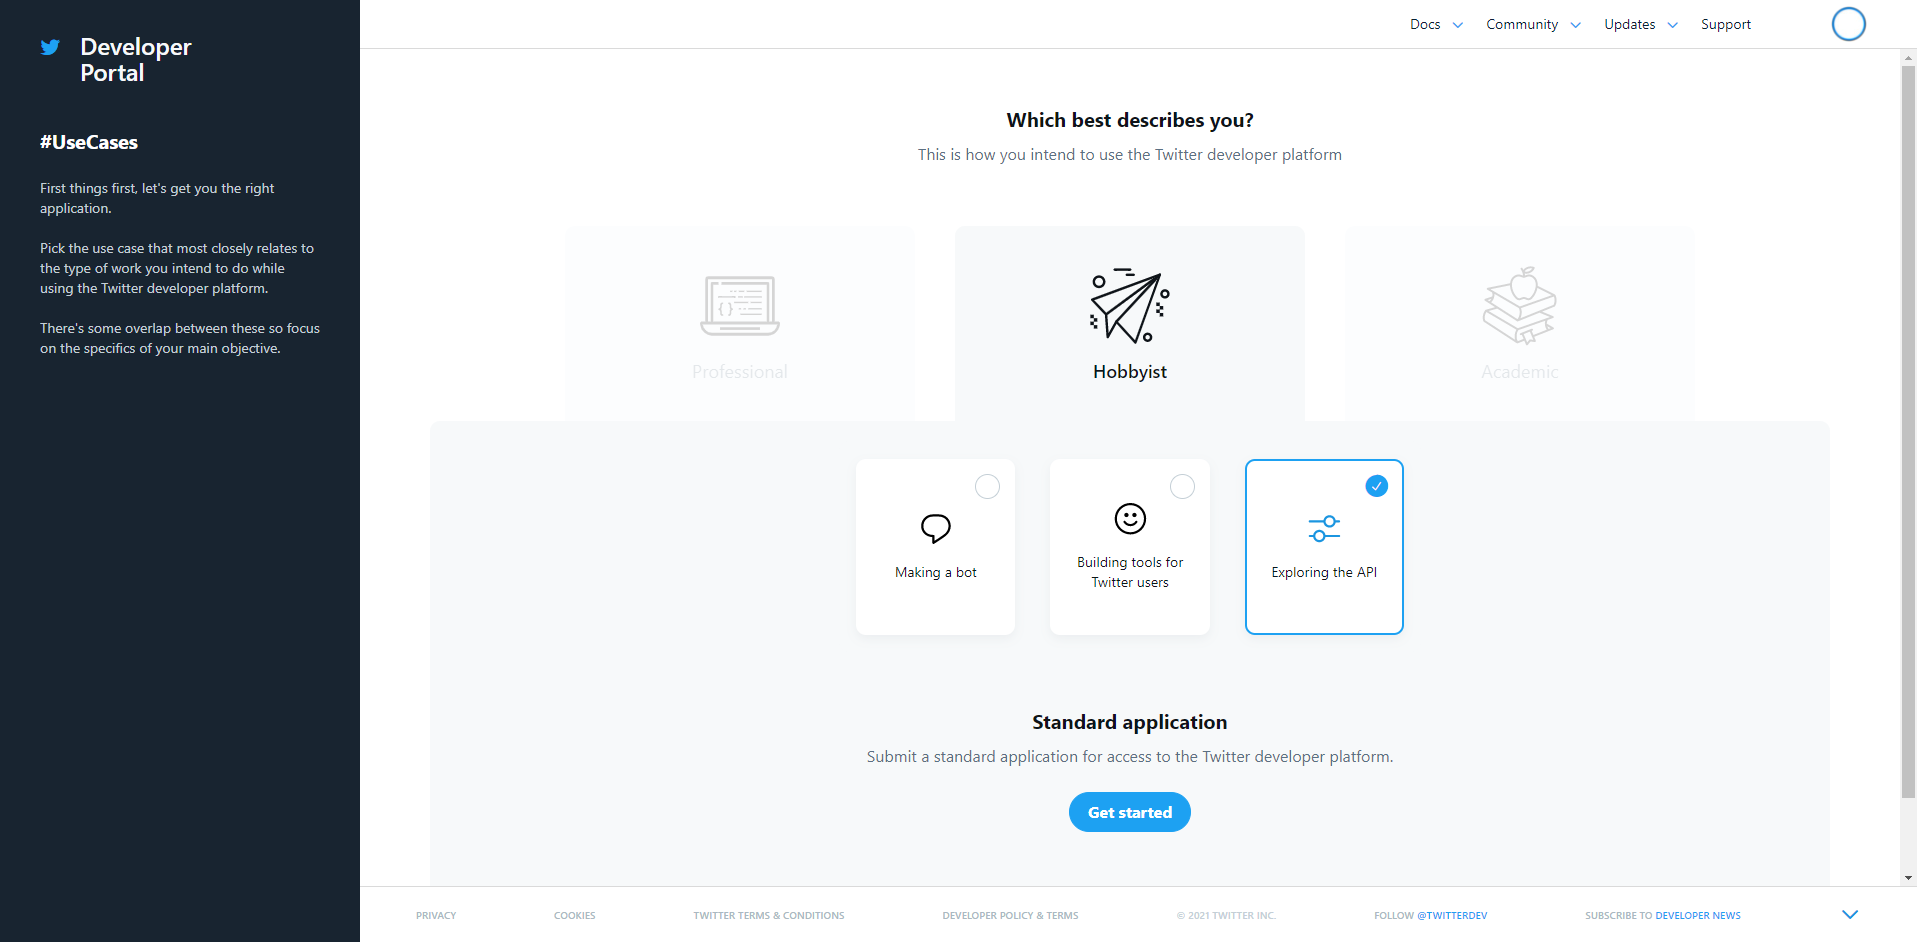 Developer
Portal
#UseCases
First things first, let's get you the right
application.
Pick the use case that most closely relates to
the type of work you intend to do while
using the Twitter developer platform.
There's some overlap between these so focus
on the specifics of your main objective.
Docs Community Updates Support
Which best describes you?
This is how you intend to use the Twitter developer platform
Professional
Hobbyist
Academic
Making a bot
Building tools for
Twitter users
Exploring the API
Standard application
Submit a standard application for access to the Twitter developer platform.
Get started
PRIVACY COOKIES TWITTER TERMS & CONDITIONS DEVELOPER POLICY & TERMS © 2021 TWITTER INC. FOLLOW @TWITTERDEV SUBSCRIBE TO DEVELOPER NEWS